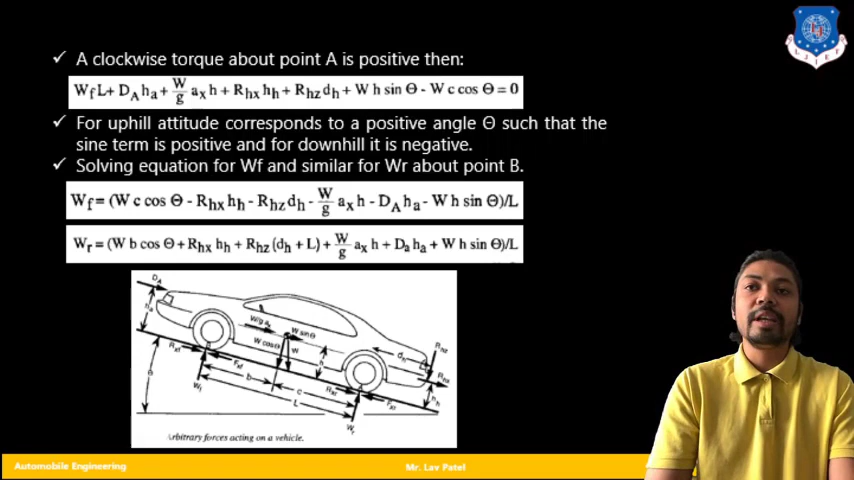 ✓ A clockwise torque about point A is positive then:
W_f L+ D_A h_a + W/g a_x h + R_hx h_h + R_hz d_h + W h sin Θ - W c cos Θ = 0
✓ For uphill attitude corresponds to a positive angle Θ such that the
sine term is positive and for downhill it is negative.
✓ Solving equation for Wf and similar for Wr about point B.
W_f = (W c cos Θ - R_hx h_h - R_hz d_h - W/g a_x h - D_A h_a - W h sin Θ)/L
W_r = (W b cos Θ + R_hx h_h + R_hz (d_h + L) + W/g a_x h + D_a h_a + W h sin Θ)/L
D_A
h_a
W/g a_x
W sinΘ
W cosΘ
W
h
d_h
R_hz
R_hx
h_h
R_xf
F_xf
Θ
W_f
b
c
L
R_xr
F_xr
W_r
Arbitrary forces acting on a vehicle.
Automobile Engineering
Mr. Lav Patel